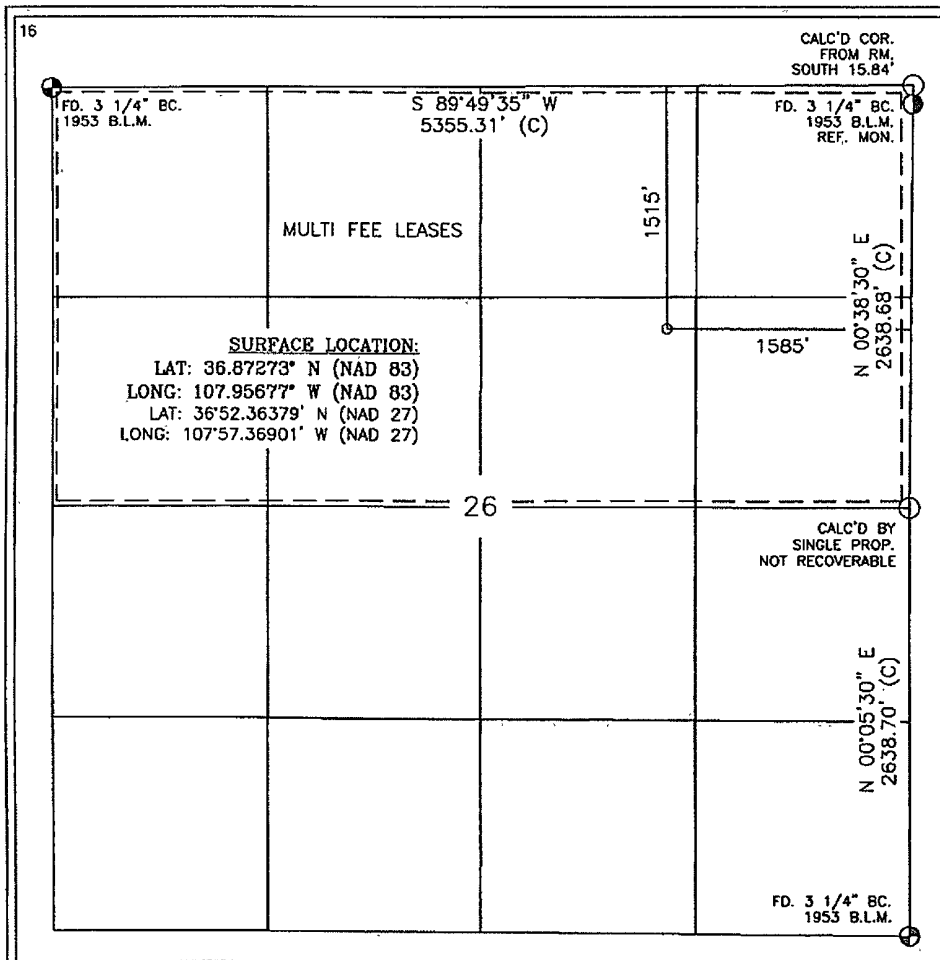 16
CALC'D COR.
FROM RM,
SOUTH 15.84'
FD. 3 1/4" BC.
1953 B.L.M.
S 89°49'35" W
5355.31' (C)
FD. 3 1/4" BC.
1953 B.L.M.
REF. MON.
MULTI FEE LEASES
1515'
1585'
N 00°38'30" E
2638.68' (C)
SURFACE LOCATION:
LAT: 36.87273° N (NAD 83)
LONG: 107.95677° W (NAD 83)
LAT: 36°52.36379' N (NAD 27)
LONG: 107°57.36901' W (NAD 27)
26
CALC'D BY
SINGLE PROP.
NOT RECOVERABLE
N 00°05'30" E
2638.70' (C)
FD. 3 1/4" BC.
1953 B.L.M.